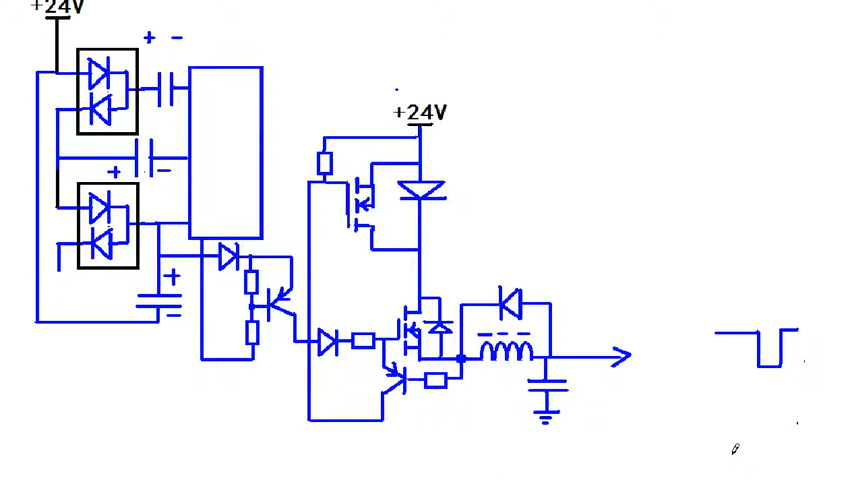 +24V
+ -
+24V
+ -
+
-
- - -